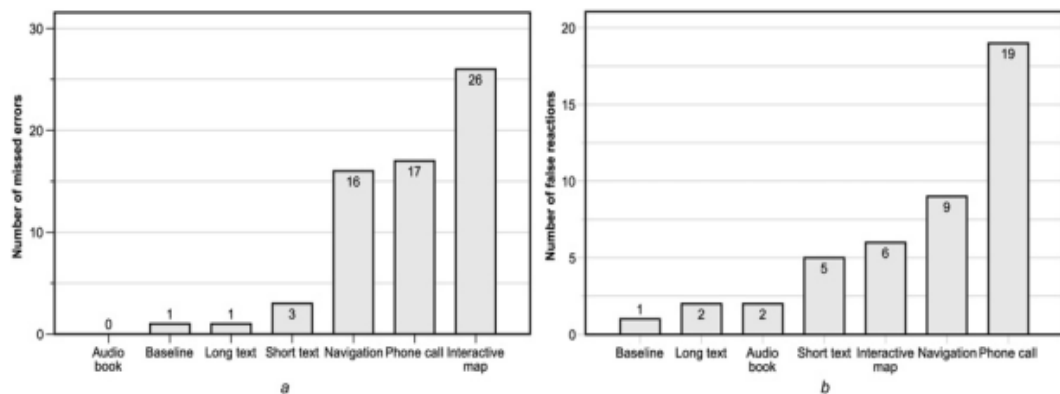 Number of missed errors
30
20
10
0
0
1
1
3
16
17
26
Audio book
Baseline
Long text
Short text
Navigation
Phone call
Interactive map
a
Number of false reactions
20
15
10
5
0
1
2
2
5
6
9
19
Baseline
Long text
Audio book
Short text
Interactive map
Navigation
Phone call
b